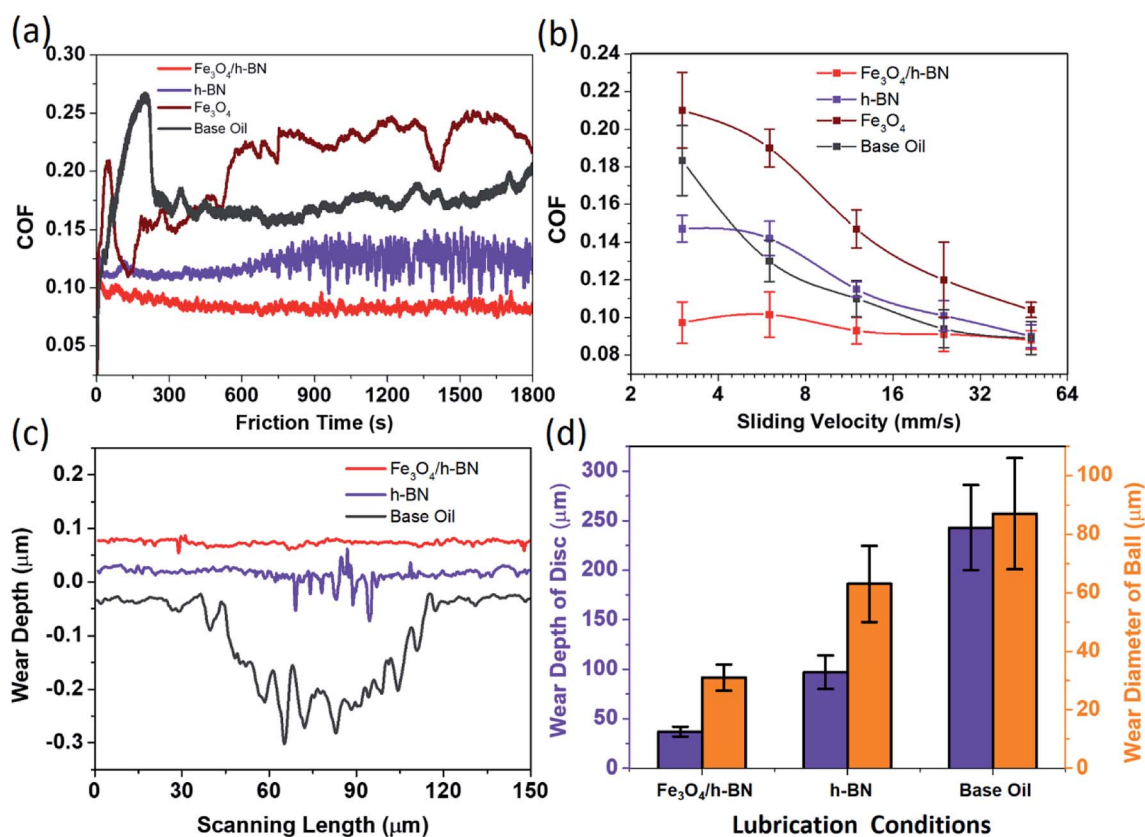 (a)
0.30
0.25
0.20
0.15
0.10
0.05
COF
Fe₃O₄/h-BN
h-BN
Fe₃O₄
Base Oil
0 300 600 900 1200 1500 1800
Friction Time (s)
(b)
0.24
0.22
0.20
0.18
0.16
0.14
0.12
0.10
0.08
COF
Fe₃O₄/h-BN
h-BN
Fe₃O₄
Base Oil
2 4 8 16 32 64
Sliding Velocity (mm/s)
(c)
0.2
0.1
0.0
-0.1
-0.2
-0.3
Wear Depth (μm)
Fe₃O₄/h-BN
h-BN
Base Oil
0 30 60 90 120 150
Scanning Length (μm)
(d)
300
250
200
150
100
50
0
Wear Depth of Disc (μm)
100
80
60
40
20
0
Wear Diameter of Ball (μm)
Fe₃O₄/h-BN h-BN Base Oil
Lubrication Conditions